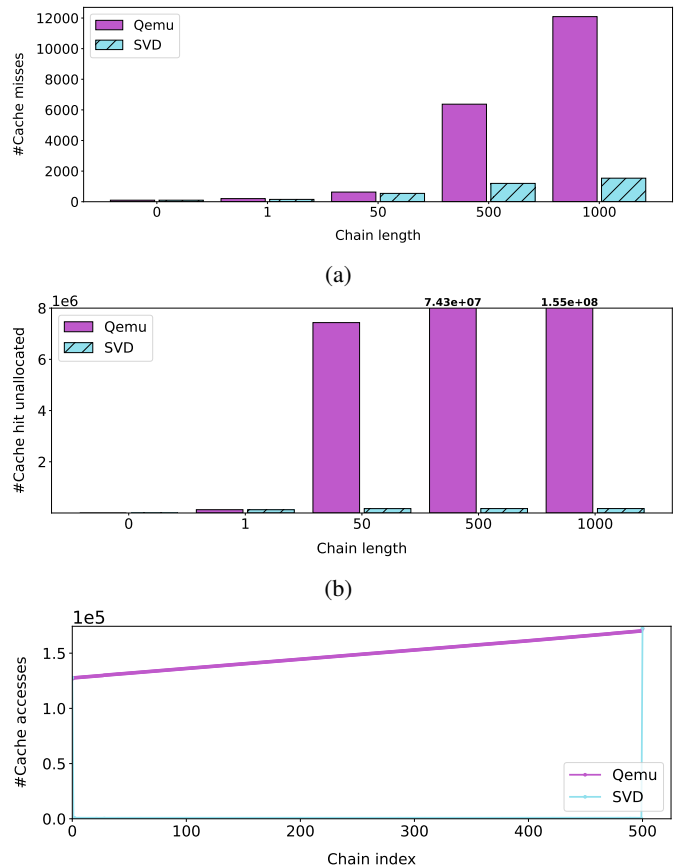 12000
10000
8000
6000
4000
2000
0
#Cache misses
Qemu
SVD
0 1 50 500 1000
Chain length
(a)
1e6
7.43e+07 1.55e+08
8
6
4
2
#Cache hit unallocated
Qemu
SVD
0 1 50 500 1000
Chain length
(b)
1e5
1.5
1.0
0.5
0.0
#Cache accesses
Qemu
SVD
0 100 200 300 400 500
Chain index